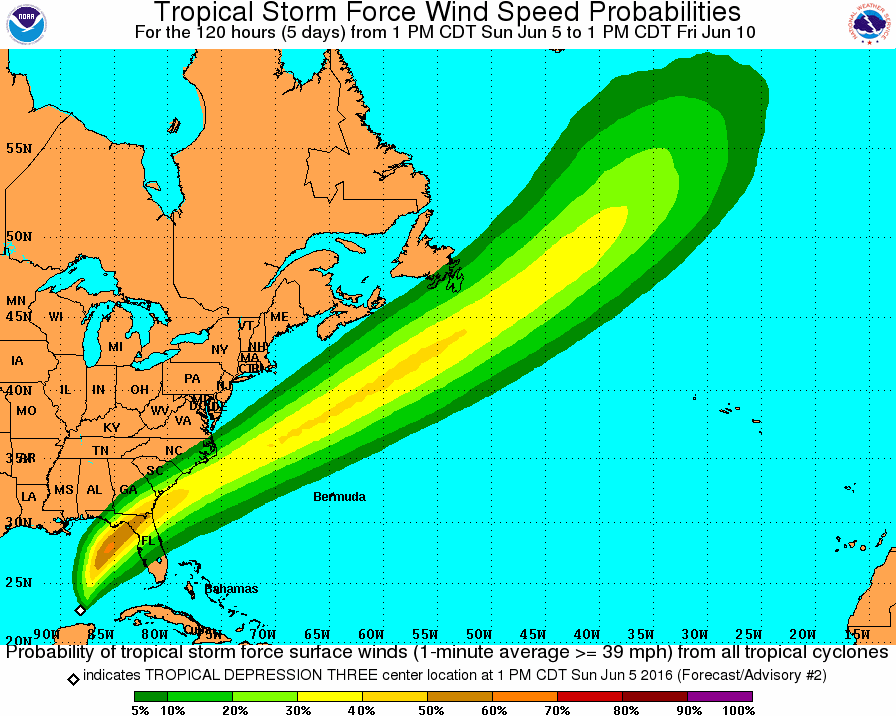 Tropical Storm Force Wind Speed Probabilities
For the 120 hours (5 days) from 1 PM CDT Sun Jun 5 to 1 PM CDT Fri Jun 10
NOAA
NATIONAL WEATHER SERVICE
55N
50N
MN
45N WI VT ME
MI NY NH
MA
IA CT RI
PA
40N IL IN OH NJ
MD
MO WV DC DE
VA
KY
TN NC
35N AR
SC
LA MS AL GA
Bermuda
30N
FL
25N
Bahamas
Cuba
20N 90W 85W 80W 75W 70W 65W 60W 55W 50W 45W 40W 35W 30W 25W 20W 15W
Probability of tropical storm force surface winds (1-minute average >= 39 mph) from all tropical cyclones
indicates TROPICAL DEPRESSION THREE center location at 1 PM CDT Sun Jun 5 2016 (Forecast/Advisory #2)
5% 10% 20% 30% 40% 50% 60% 70% 80% 90% 100%